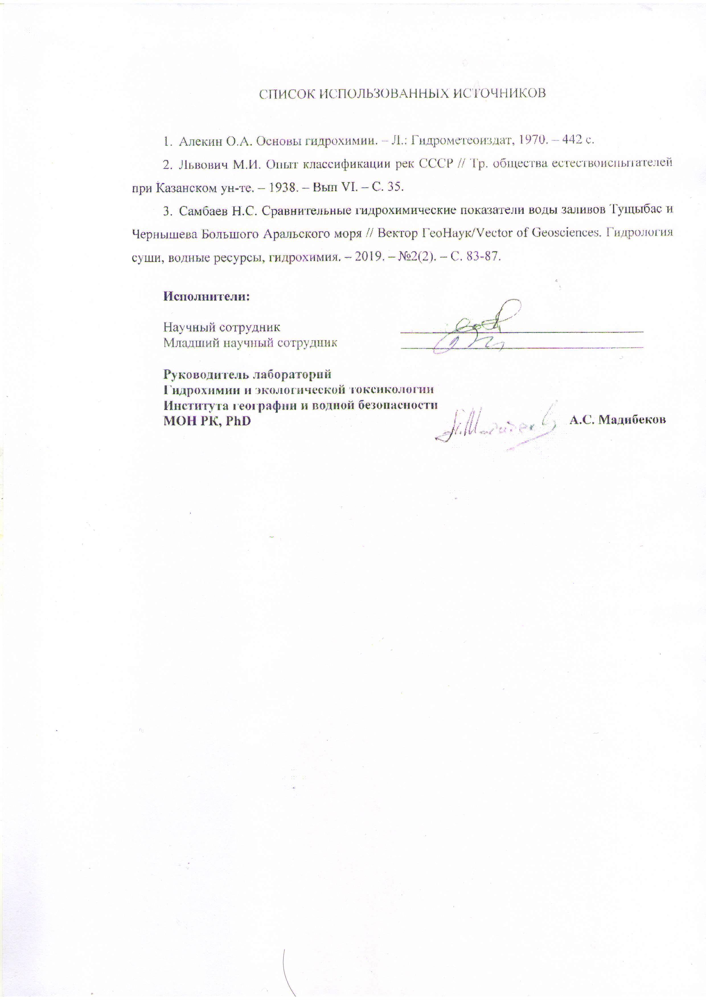 СПИСОК ИСПОЛЬЗОВАННЫХ ИСТОЧНИКОВ
1. Алекин О.А. Основы гидрохимии. – Л.: Гидрометеоиздат, 1970. – 442 с.
2. Львович М.И. Опыт классификации рек СССР // Тр. общества естествоиспытателей
при Казанском ун-те. – 1938. – Вып VI. – С. 35.
3. Самбаев Н.С. Сравнительные гидрохимические показатели воды заливов Тущыбас и
Чернышева Большого Аральского моря // Вектор ГеоНаук/Vector of Geosciences. Гидрология
суши, водные ресурсы, гидрохимия. – 2019. – №2(2). – С. 83-87.
Исполнители:
Научный сотрудник
Младший научный сотрудник
Руководитель лабораторий
Гидрохимии и экологической токсикологии
Института географии и водной безопасности
МОН РК, PhD А.С. Мадибеков